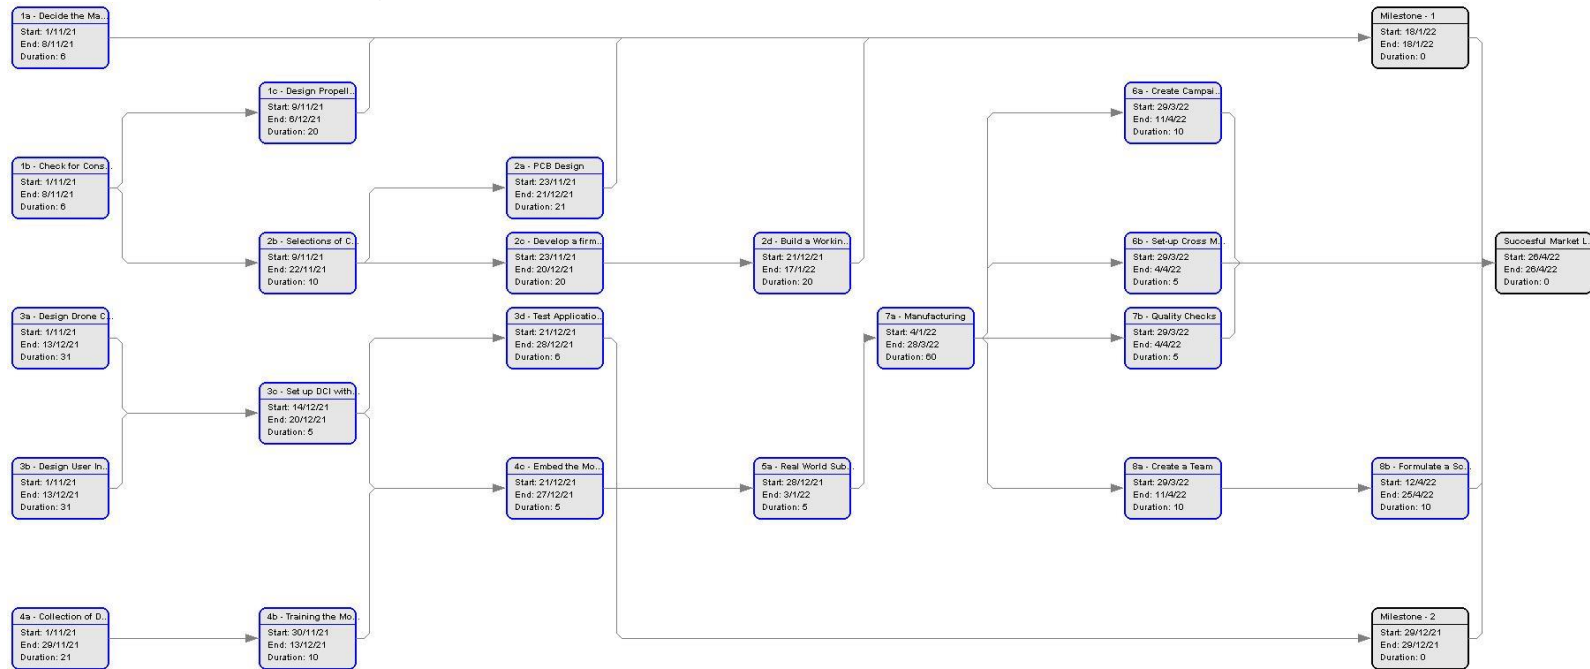 1a - Decide the Ma...
Start: 1/11/21
End: 8/11/21
Duration: 6
Milestone - 1
Start: 18/1/22
End: 18/1/22
Duration: 0
1c - Design Propell...
Start: 9/11/21
End: 6/12/21
Duration: 20
6a - Create Campai...
Start: 29/3/22
End: 11/4/22
Duration: 10
1b - Check for Cons...
Start: 1/11/21
End: 8/11/21
Duration: 6
2a - PCB Design
Start: 23/11/21
End: 21/12/21
Duration: 21
2b - Selections of C...
Start: 9/11/21
End: 22/11/21
Duration: 10
2c - Develop a firm...
Start: 23/11/21
End: 20/12/21
Duration: 20
2d - Build a Workin...
Start: 21/12/21
End: 17/1/22
Duration: 20
6b - Set-up Cross M...
Start: 29/3/22
End: 4/4/22
Duration: 5
Succesful Market L...
Start: 26/4/22
End: 26/4/22
Duration: 0
3a - Design Drone C...
Start: 1/11/21
End: 13/12/21
Duration: 31
3d - Test Applicatio...
Start: 21/12/21
End: 28/12/21
Duration: 6
7a - Manufacturing
Start: 4/1/22
End: 28/3/22
Duration: 60
7b - Quality Checks
Start: 29/3/22
End: 4/4/22
Duration: 5
3c - Set up DCI with...
Start: 14/12/21
End: 20/12/21
Duration: 5
3b - Design User In...
Start: 1/11/21
End: 13/12/21
Duration: 31
4c - Embed the Mo...
Start: 21/12/21
End: 27/12/21
Duration: 5
5a - Real World Sub...
Start: 28/12/21
End: 3/1/22
Duration: 5
8a - Create a Team
Start: 29/3/22
End: 11/4/22
Duration: 10
8b - Formulate a Sc...
Start: 12/4/22
End: 25/4/22
Duration: 10
4a - Collection of D...
Start: 1/11/21
End: 29/11/21
Duration: 21
4b - Training the Mo...
Start: 30/11/21
End: 13/12/21
Duration: 10
Milestone - 2
Start: 29/12/21
End: 29/12/21
Duration: 0